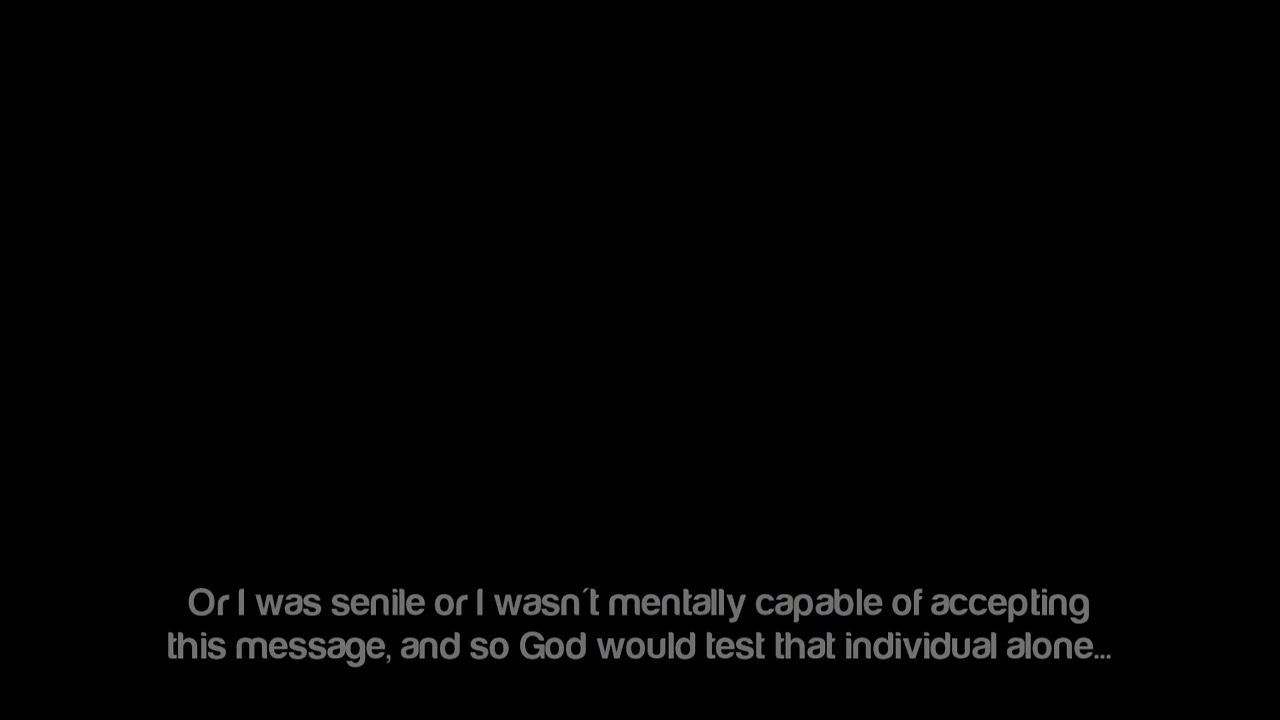 Or I was senile or I wasn´t mentally capable of accepting
this message, and so God would test that individual alone...